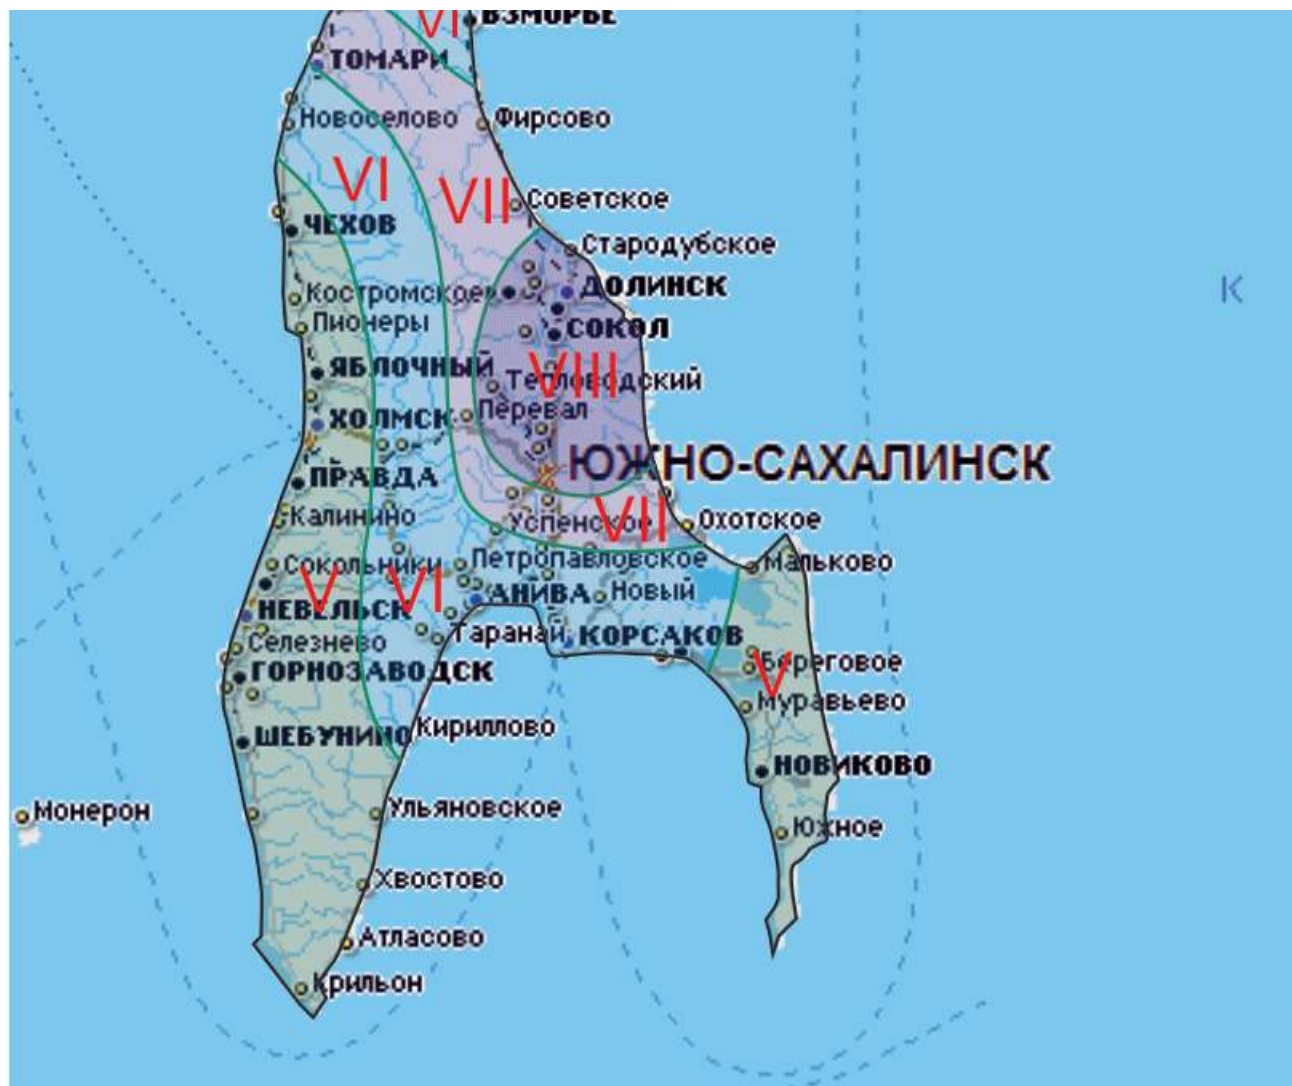 VI
ВЗМОРЬЕ
ТОМАРИ
Новоселово
Фирсово
VI
VII
Советское
ЧЕХОВ
Стародубское
Костромское
ДОЛИНСК
К
Пионеры
СОКОЛ
ЯБЛОЧНЫЙ
VIII
Тепловодский
ХОЛМСК
Перевал
ПРАВДА
ЮЖНО-САХАЛИНСК
Калинино
Успенское
VII
Охотское
Сокольники
Петропавловское
Мальково
V
VI
НЕВЕЛЬСК
АНИВА
Новый
Селезнево
Таранай
КОРСАКОВ
ГОРНОЗАВОДСК
Береговое
V
Муравьево
ШЕБУНИНО
Кириллово
НОВИКОВО
Монерон
Ульяновское
Южное
Хвостово
Атласово
Крильон